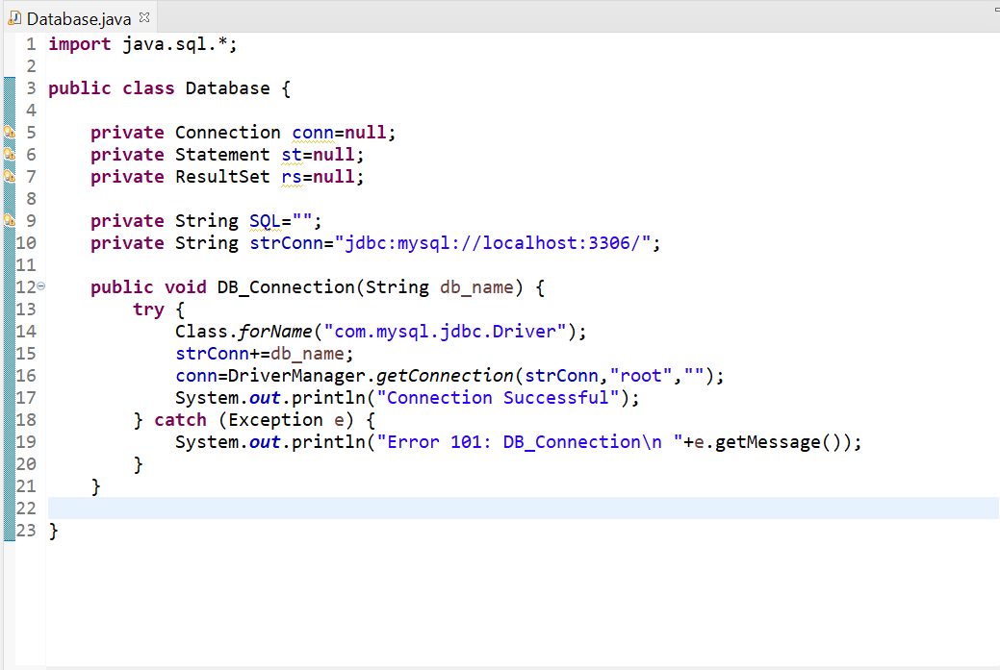 Database.java
1 import java.sql.*;
2
3 public class Database {
4
5     private Connection conn=null;
6     private Statement st=null;
7     private ResultSet rs=null;
8
9     private String SQL="";
10     private String strConn="jdbc:mysql://localhost:3306/";
11
12     public void DB_Connection(String db_name) {
13         try {
14             Class.forName("com.mysql.jdbc.Driver");
15             strConn+=db_name;
16             conn=DriverManager.getConnection(strConn,"root","");
17             System.out.println("Connection Successful");
18         } catch (Exception e) {
19             System.out.println("Error 101: DB_Connection\n "+e.getMessage());
20         }
21     }
22
23 }